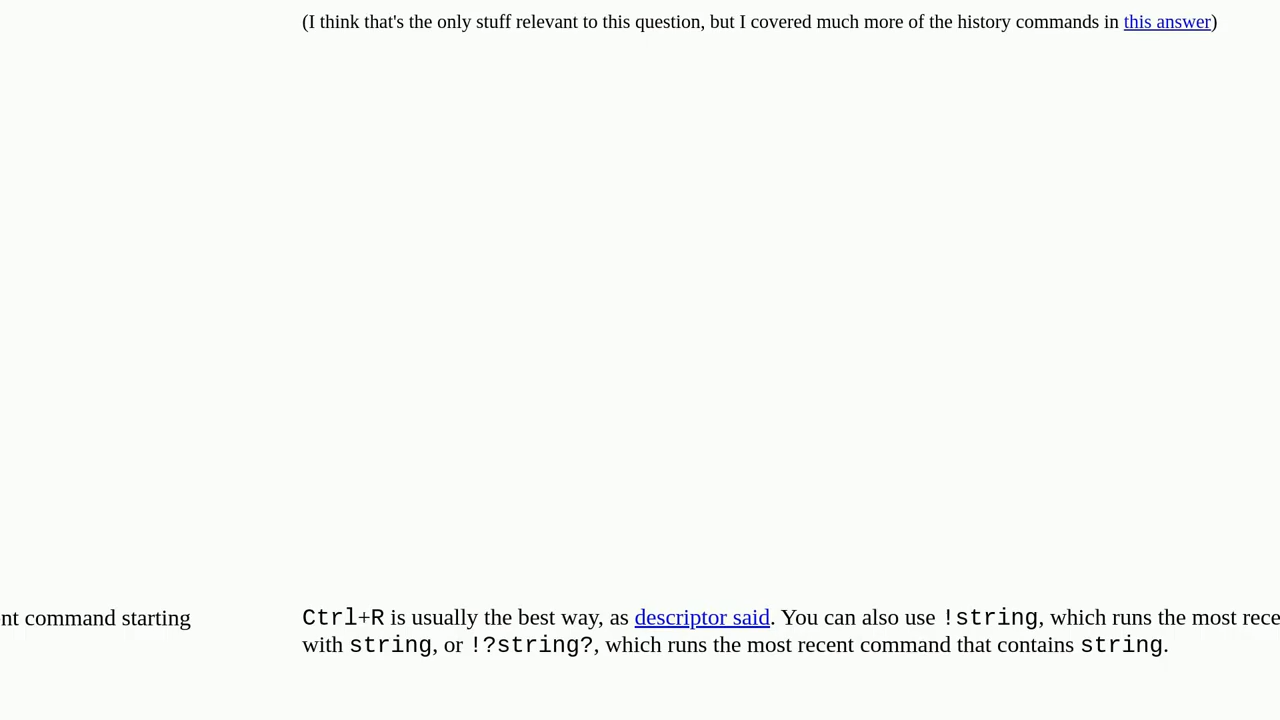 (I think that's the only stuff relevant to this question, but I covered much more of the history commands in this answer)
nt command starting
Ctrl+R is usually the best way, as descriptor said. You can also use !string, which runs the most rece
with string, or !?string?, which runs the most recent command that contains string.